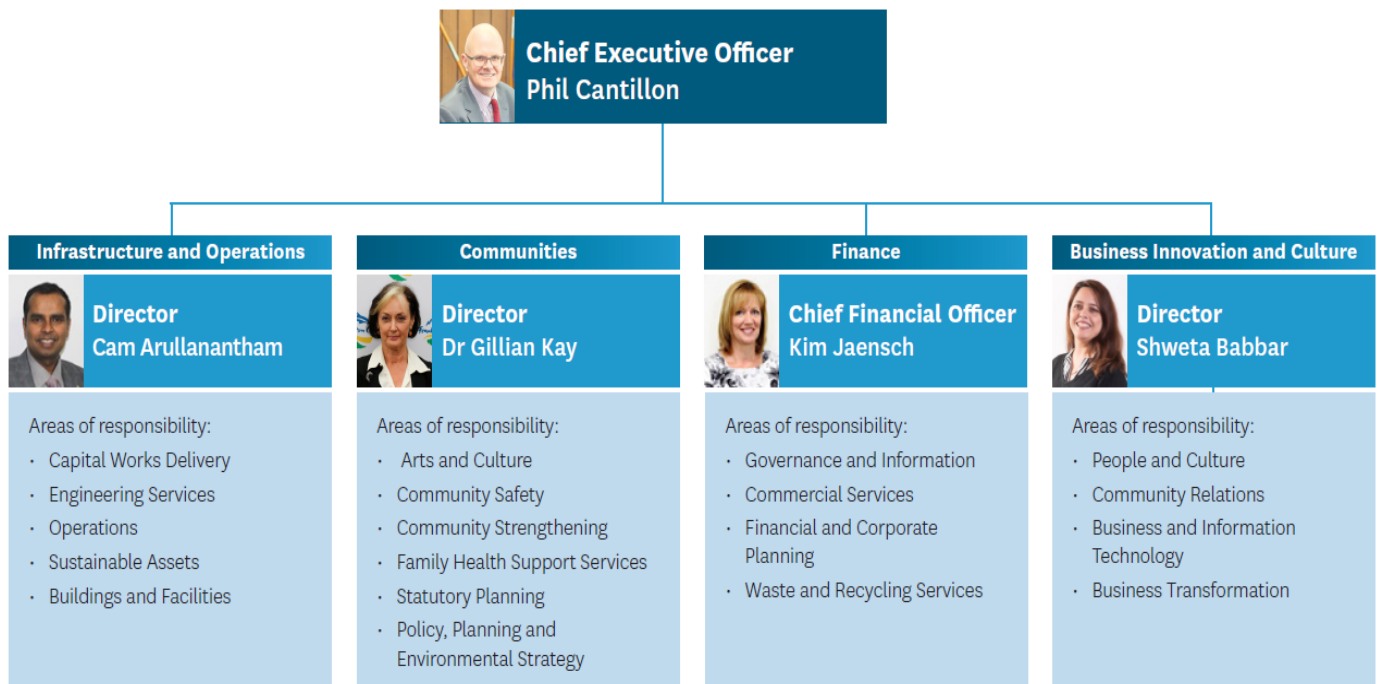 Chief Executive Officer
Phil Cantillon
Infrastructure and Operations
Director
Cam Arullanantham
Areas of responsibility:
· Capital Works Delivery
· Engineering Services
· Operations
· Sustainable Assets
· Buildings and Facilities
Communities
Director
Dr Gillian Kay
Areas of responsibility:
· Arts and Culture
· Community Safety
· Community Strengthening
· Family Health Support Services
· Statutory Planning
· Policy, Planning and
Environmental Strategy
Finance
Chief Financial Officer
Kim Jaensch
Areas of responsibility:
· Governance and Information
· Commercial Services
· Financial and Corporate
Planning
· Waste and Recycling Services
Business Innovation and Culture
Director
Shweta Babbar
Areas of responsibility:
· People and Culture
· Community Relations
· Business and Information
Technology
· Business Transformation